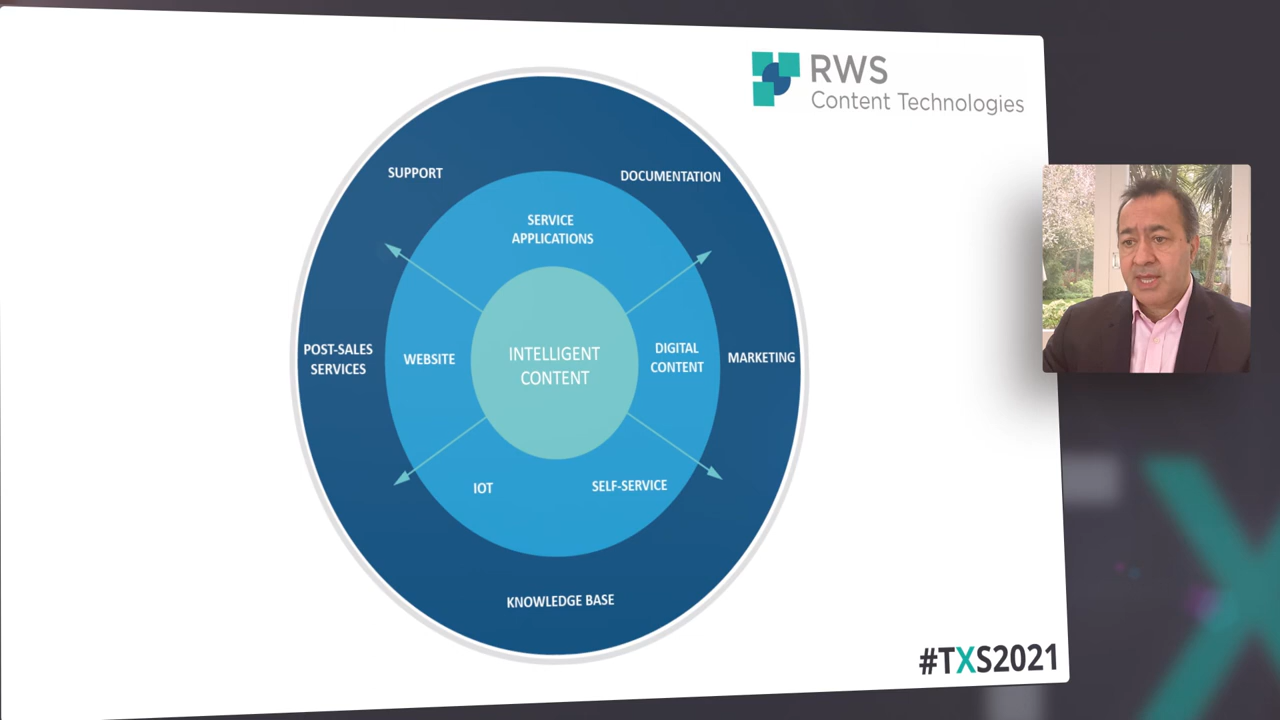 RWS
Content Technologies
SUPPORT
DOCUMENTATION
SERVICE
APPLICATIONS
POST-SALES
SERVICES
WEBSITE
INTELLIGENT
CONTENT
DIGITAL
CONTENT
MARKETING
IOT
SELF-SERVICE
KNOWLEDGE BASE
#TXS2021